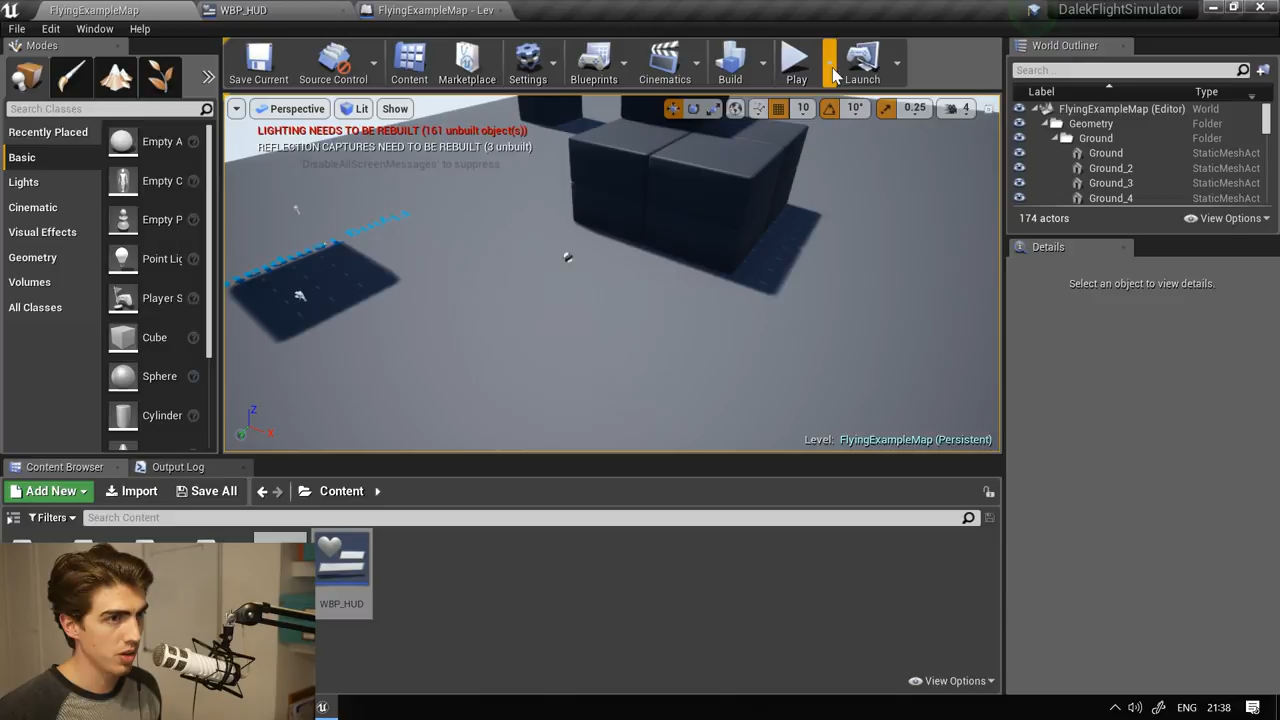 FlyingExampleMap
WBP_HUD
FlyingExampleMap - Lev
DalekFlightSimulator
File
Edit
Window
Help
Modes
Save Current
Source Control
Content
Marketplace
Settings
Blueprints
Cinematics
Build
Play
Launch
World Outliner
Search Classes
Perspective
Lit
Show
10
10°
0.25
4
Search..
Label
Type
FlyingExampleMap (Editor) World
Geometry Folder
Ground Folder
Ground StaticMeshAct
Ground_2 StaticMeshAct
Ground_3 StaticMeshAct
Ground_4 StaticMeshAct
174 actors
View Options
LIGHTING NEEDS TO BE REBUILT (161 unbuilt object(s))
REFLECTION CAPTURES NEED TO BE REBUILT (3 unbuilt)
'DisableAllScreenMessages' to suppress
Recently Placed
Basic
Lights
Cinematic
Visual Effects
Geometry
Volumes
All Classes
Empty A
Empty C
Empty P
Point Lig
Player S
Cube
Sphere
Cylinder
Details
Select an object to view details.
Z
X
Level: FlyingExampleMap (Persistent)
Content Browser
Output Log
Add New
Import
Save All
Content
Filters
Search Content
WBP_HUD
View Options
ENG
21:38